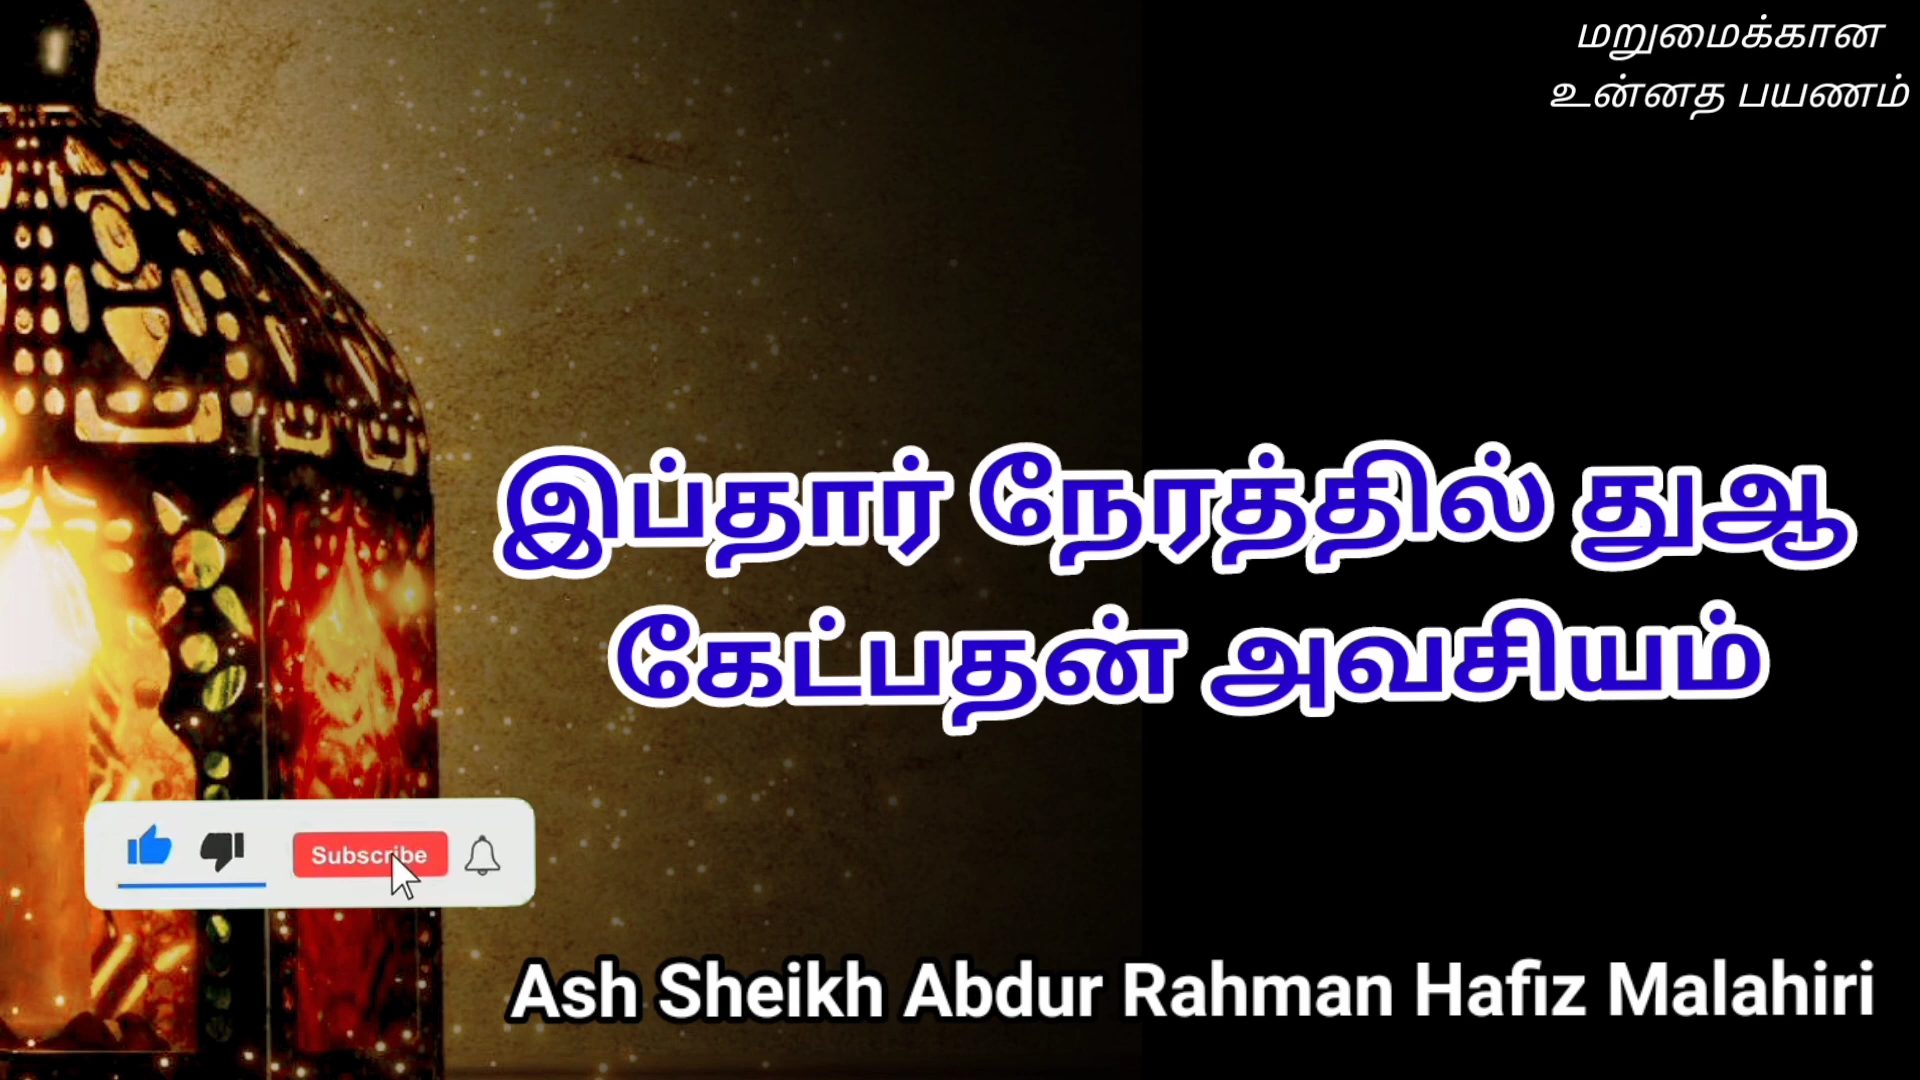 மறுமைக்கான
உன்னத பயணம்
இப்தார் நேரத்தில் துஆ
கேட்பதன் அவசியம்
Subscribe
Ash Sheikh Abdur Rahman Hafiz Malahiri